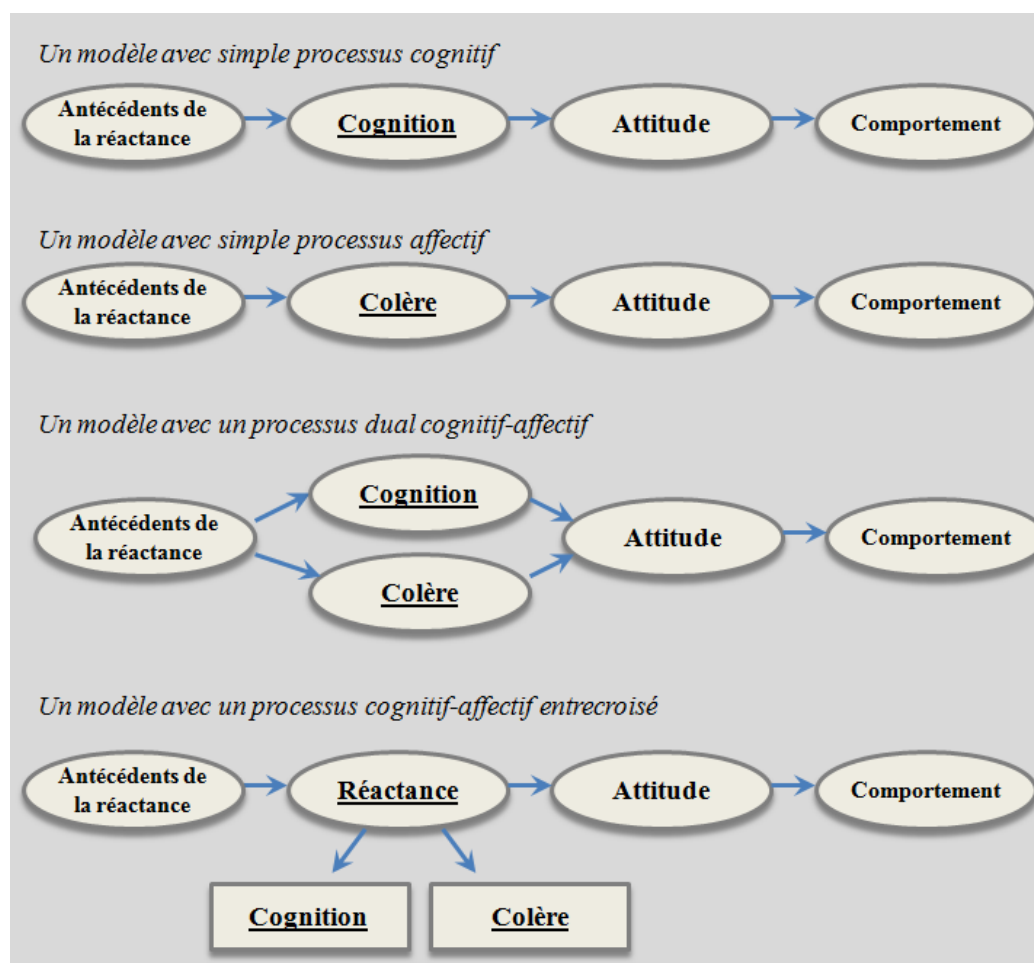 Un modèle avec simple processus cognitif
Antécédents de
la réactance
Cognition
Attitude
Comportement
Un modèle avec simple processus affectif
Antécédents de
la réactance
Colère
Attitude
Comportement
Un modèle avec un processus dual cognitif-affectif
Antécédents de
la réactance
Cognition
Colère
Attitude
Comportement
Un modèle avec un processus cognitif-affectif entrecroisé
Antécédents de
la réactance
Réactance
Attitude
Comportement
Cognition
Colère